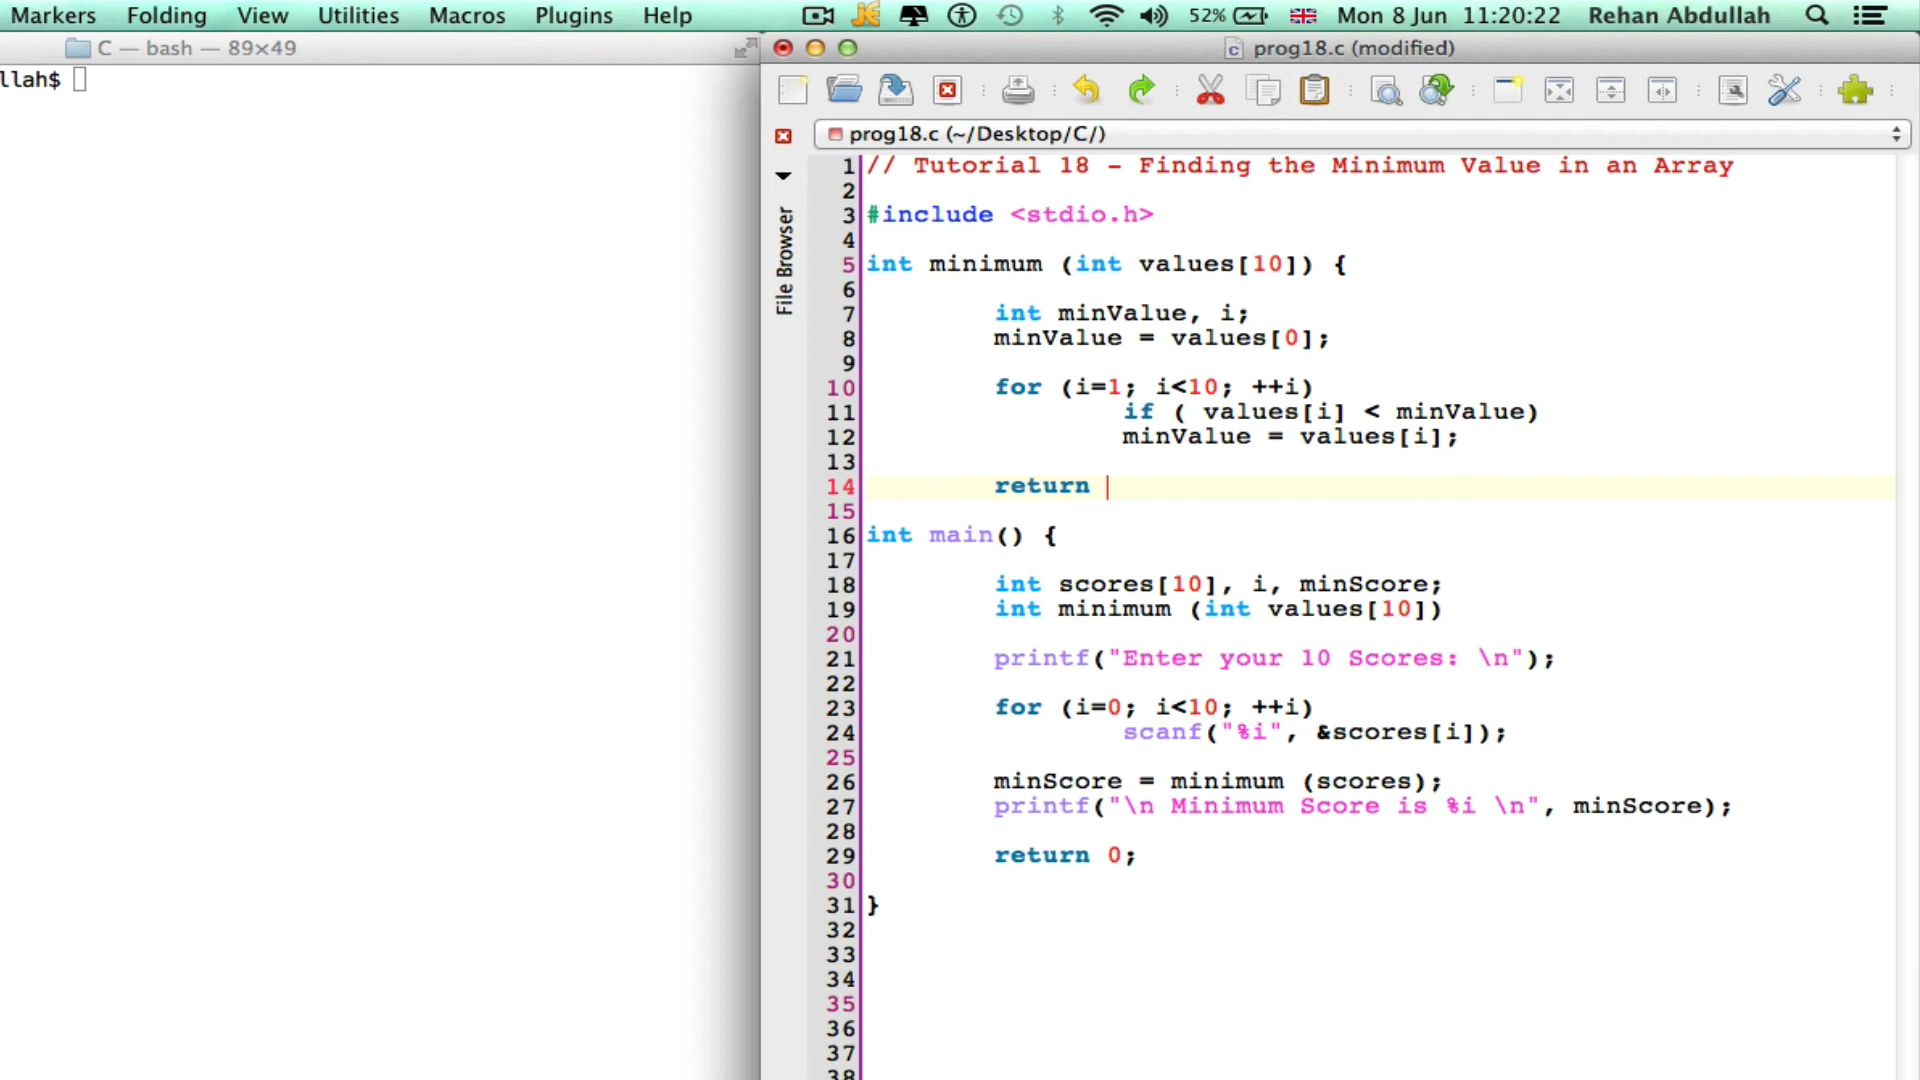 Markers Folding View Utilities Macros Plugins Help 52% Mon 8 Jun 11:20:22 Rehan Abdullah
C — bash — 89×49
prog18.c (modified)
llah$
prog18.c (~/Desktop/C/)
File Browser
1 // Tutorial 18 - Finding the Minimum Value in an Array
2
3 #include <stdio.h>
4
5 int minimum (int values[10]) {
6
7 int minValue, i;
8 minValue = values[0];
9
10 for (i=1; i<10; ++i)
11 if ( values[i] < minValue)
12 minValue = values[i];
13
14 return
15
16 int main() {
17
18 int scores[10], i, minScore;
19 int minimum (int values[10])
20
21 printf("Enter your 10 Scores: \n");
22
23 for (i=0; i<10; ++i)
24 scanf("%i", &scores[i]);
25
26 minScore = minimum (scores);
27 printf("\n Minimum Score is %i \n", minScore);
28
29 return 0;
30
31 }
32
33
34
35
36
37
38